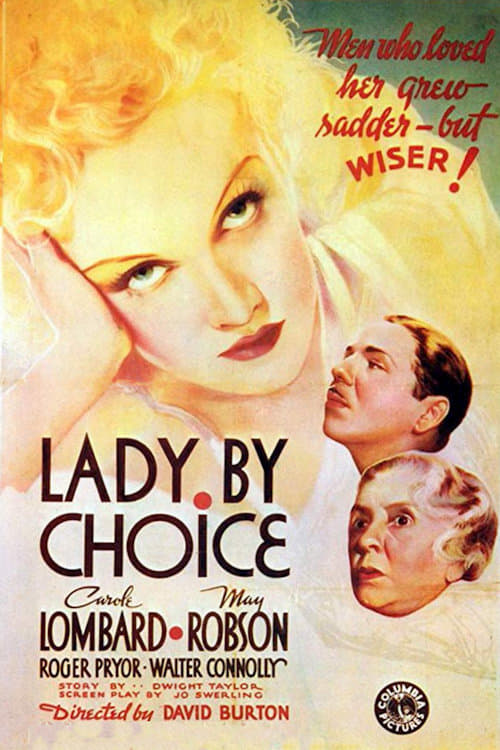 Men who loved
her grew
sadder-but
WISER!
LADY BY
CHOICE
Carole May
LOMBARD • ROBSON
ROGER PRYOR • WALTER CONNOLLY
STORY BY •• DWIGHT TAYLOR
SCREEN PLAY BY JO SWERLING
Directed by DAVID BURTON
COLUMBIA
PICTURES